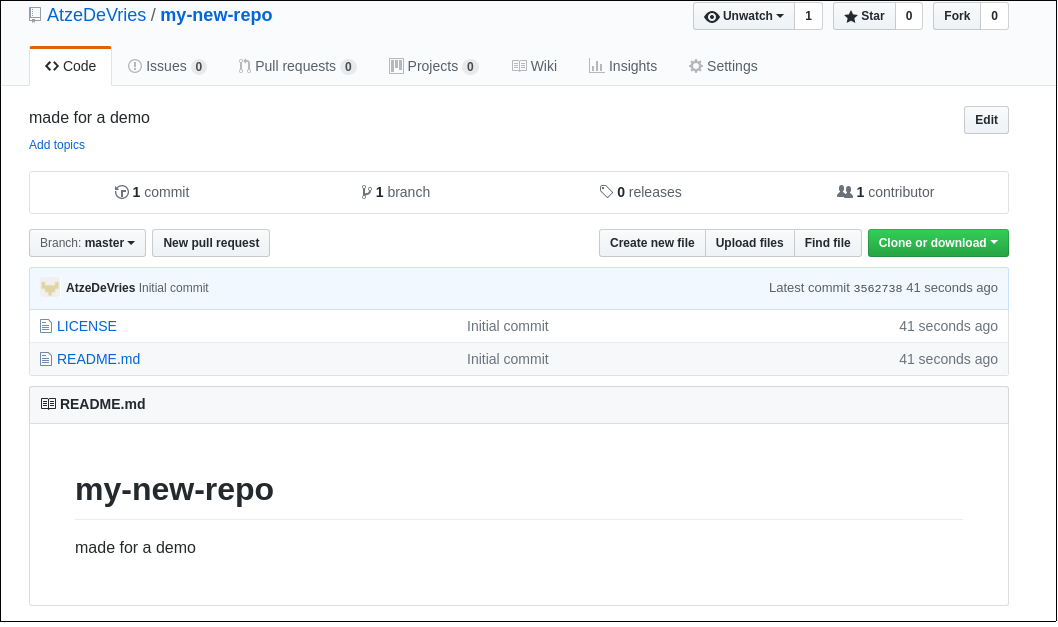 AtzeDeVries / my-new-repo
Unwatch 1 Star 0 Fork 0
Code Issues 0 Pull requests 0 Projects 0 Wiki Insights Settings
made for a demo
Edit
Add topics
1 commit 1 branch 0 releases 1 contributor
Branch: master New pull request Create new file Upload files Find file Clone or download
AtzeDeVries Initial commit Latest commit 3562738 41 seconds ago
LICENSE Initial commit 41 seconds ago
README.md Initial commit 41 seconds ago
README.md
my-new-repo
made for a demo